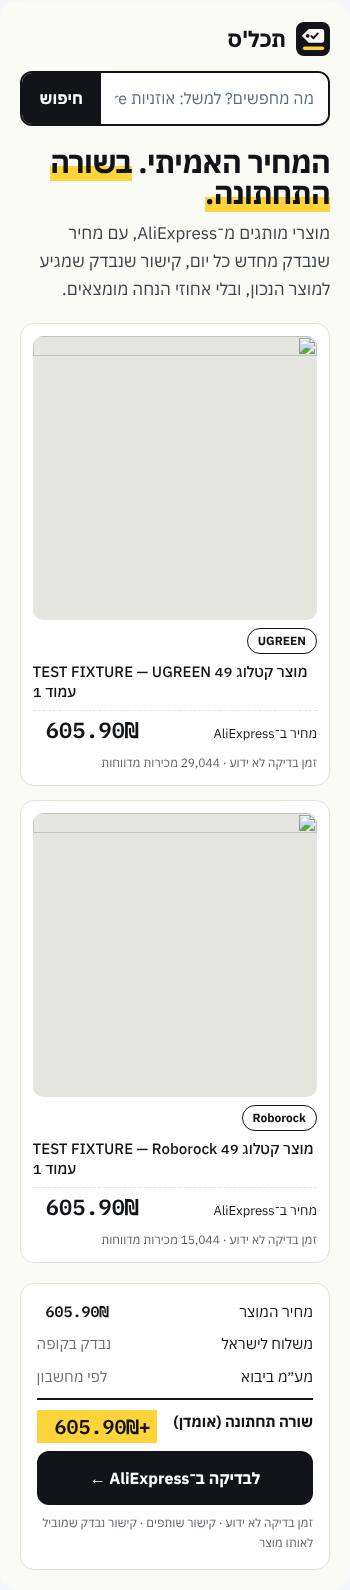 תכל'ס
מה מחפשים? למשל: אוזניות re
חיפוש
המחיר האמיתי. בשורה
התחתונה.
מוצרי מותגים מ־AliExpress, עם מחיר
שנבדק מחדש כל יום, קישור שנבדק שמגיע
למוצר הנכון, ובלי אחוזי הנחה מומצאים.
UGREEN
מוצר קטלוג 49 TEST FIXTURE — UGREEN
עמוד 1
מחיר ב־AliExpress
605.90₪
זמן בדיקה לא ידוע · 29,044 מכירות מדווחות
Roborock
מוצר קטלוג 49 TEST FIXTURE — Roborock
עמוד 1
מחיר ב־AliExpress
605.90₪
זמן בדיקה לא ידוע · 15,044 מכירות מדווחות
מחיר המוצר
605.90₪
משלוח לישראל
נבדק בקופה
מע״מ ביבוא
לפי מחשבון
שורה תחתונה (אומדן)
605.90₪+
לבדיקה ב־AliExpress ←
זמן בדיקה לא ידוע · קישור שותפים · קישור נבדק שמוביל
לאותו מוצר